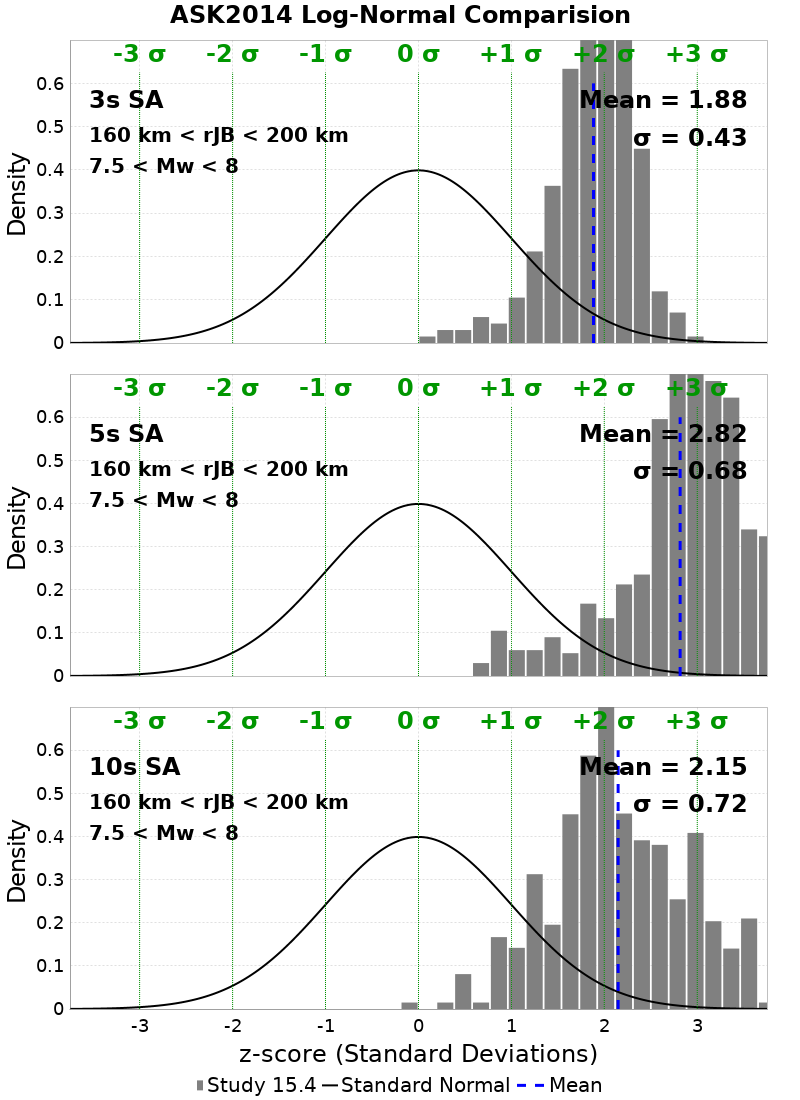 ASK2014 Log-Normal Comparision
-3 σ -2 σ -1 σ 0 σ +1 σ +2 σ +3 σ
3s SA
160 km < rJB < 200 km
7.5 < Mw < 8
Mean = 1.88
σ = 0.43
Density
0.6
0.5
0.4
0.3
0.2
0.1
0
-3 σ -2 σ -1 σ 0 σ +1 σ +2 σ +3 σ
5s SA
160 km < rJB < 200 km
7.5 < Mw < 8
Mean = 2.82
σ = 0.68
Density
0.6
0.5
0.4
0.3
0.2
0.1
0
-3 σ -2 σ -1 σ 0 σ +1 σ +2 σ +3 σ
10s SA
160 km < rJB < 200 km
7.5 < Mw < 8
Mean = 2.15
σ = 0.72
Density
0.6
0.5
0.4
0.3
0.2
0.1
0
-3 -2 -1 0 1 2 3
z-score (Standard Deviations)
Study 15.4 Standard Normal Mean